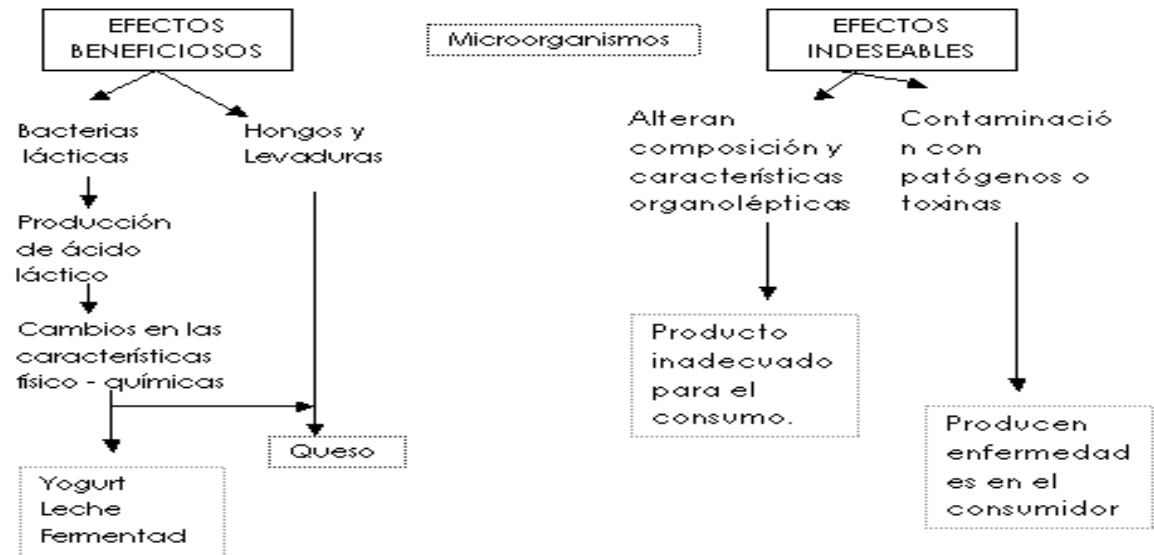 EFECTOS
BENEFICIOSOS
Microorganismos
EFECTOS
INDESEABLES
Bacterias
lácticas
Hongos y
Levaduras
Producción
de ácido
láctico
Cambios en las
características
físico - químicas
Queso
Yogurt
Leche
Fermentad
Alteran
composición y
características
organolépticas
Contaminació
n con
patógenos o
toxinas
Producto
inadecuado
para el
consumo.
Producen
enfermedad
es en el
consumidor